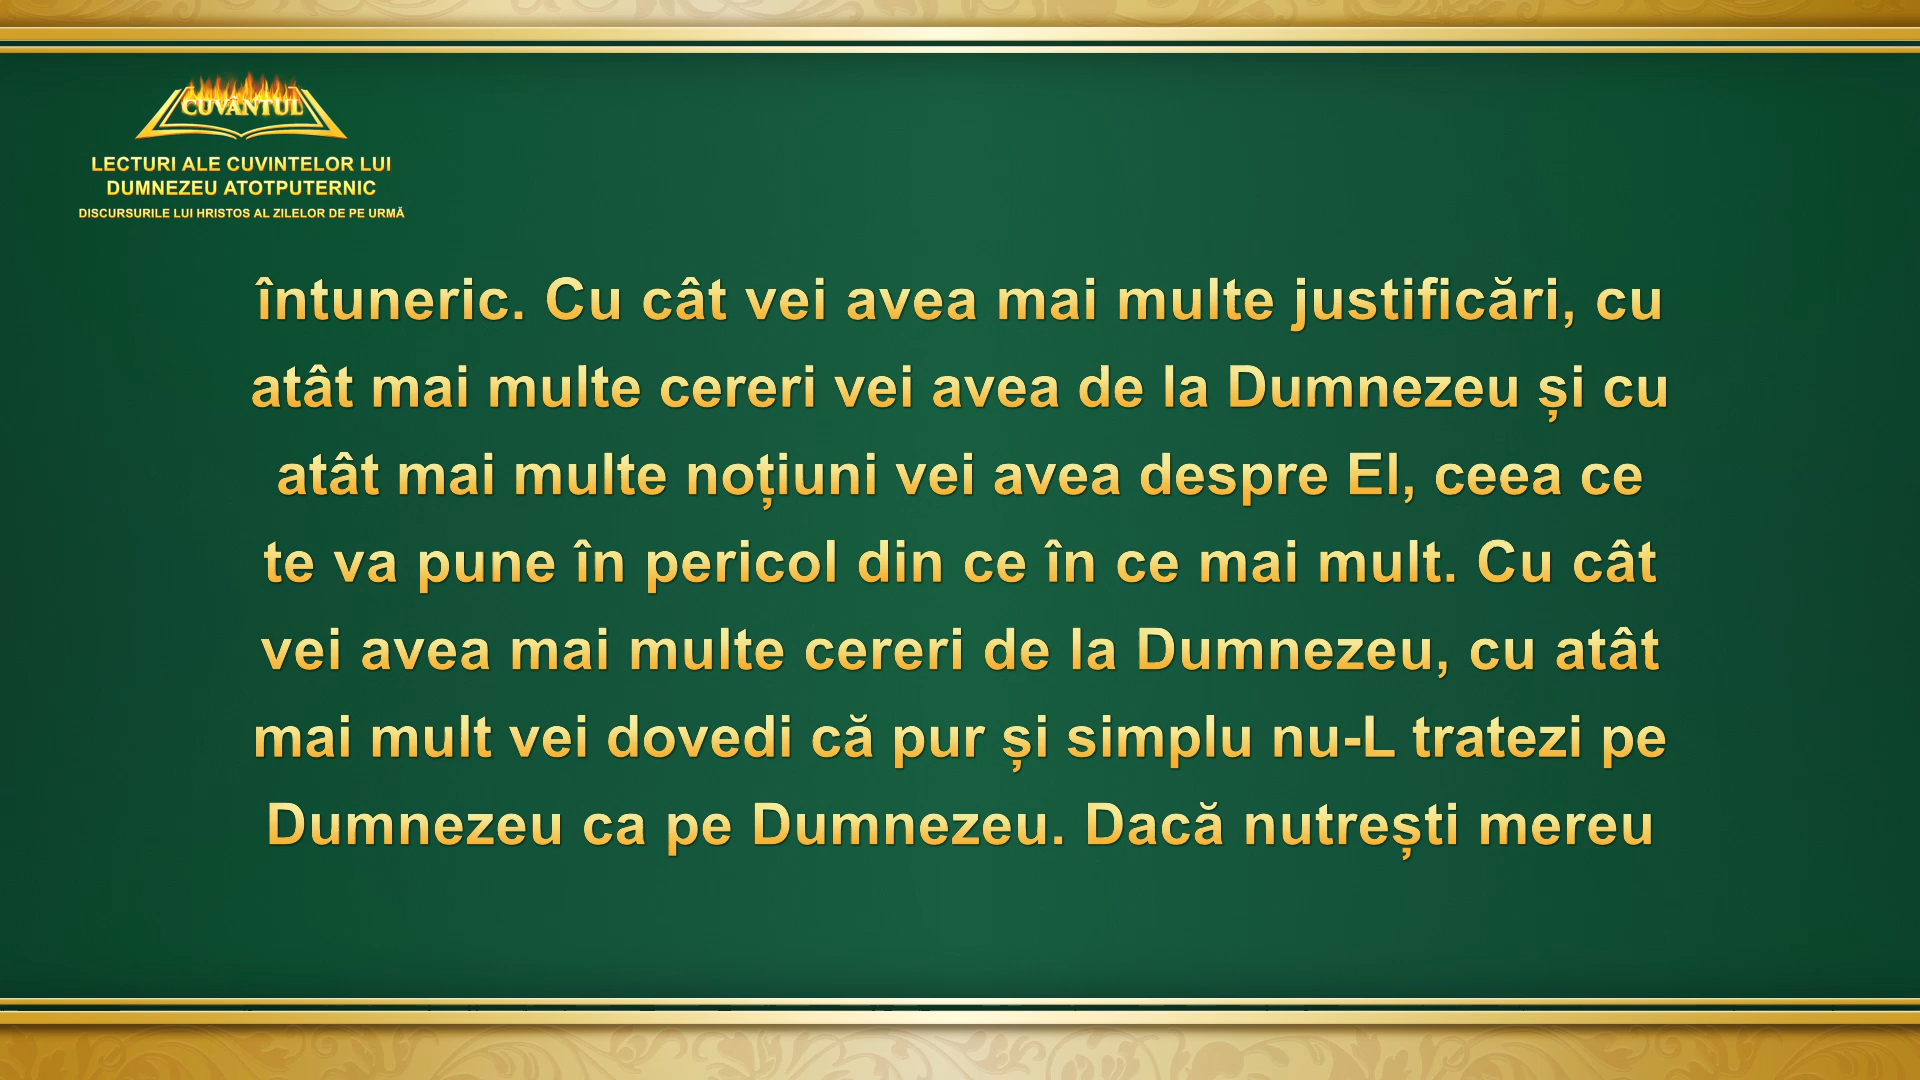 CUVÂNTUL
LECTURI ALE CUVINTELOR LUI
DUMNEZEU ATOTPUTERNIC
DISCURSURILE LUI HRISTOS AL ZILELOR DE PE URMĂ
întuneric. Cu cât vei avea mai multe justificări, cu
atât mai multe cereri vei avea de la Dumnezeu și cu
atât mai multe noțiuni vei avea despre El, ceea ce
te va pune în pericol din ce în ce mai mult. Cu cât
vei avea mai multe cereri de la Dumnezeu, cu atât
mai mult vei dovedi că pur și simplu nu-L tratezi pe
Dumnezeu ca pe Dumnezeu. Dacă nutrești mereu